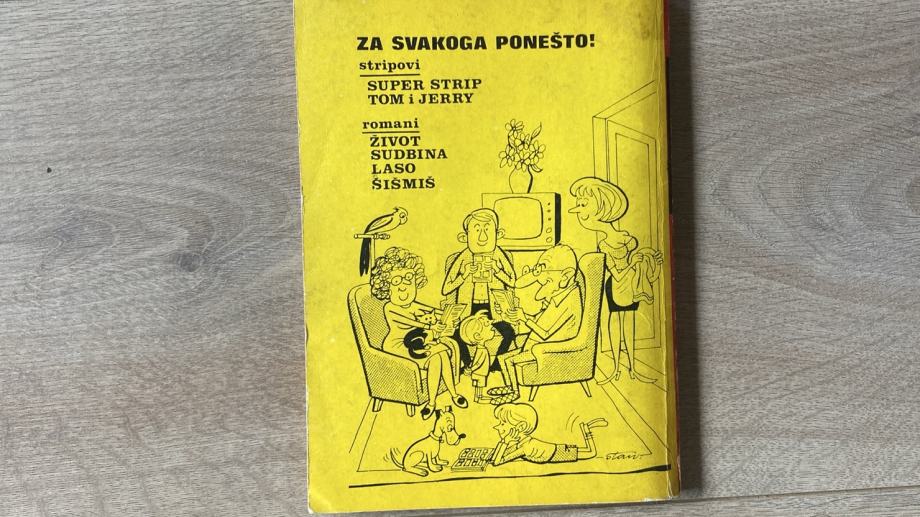 ZA SVAKOGA PONEŠTO!
stripovi
SUPER STRIP
TOM i JERRY
romani
ŽIVOT
SUDBINA
LASO
ŠIŠMIŠ